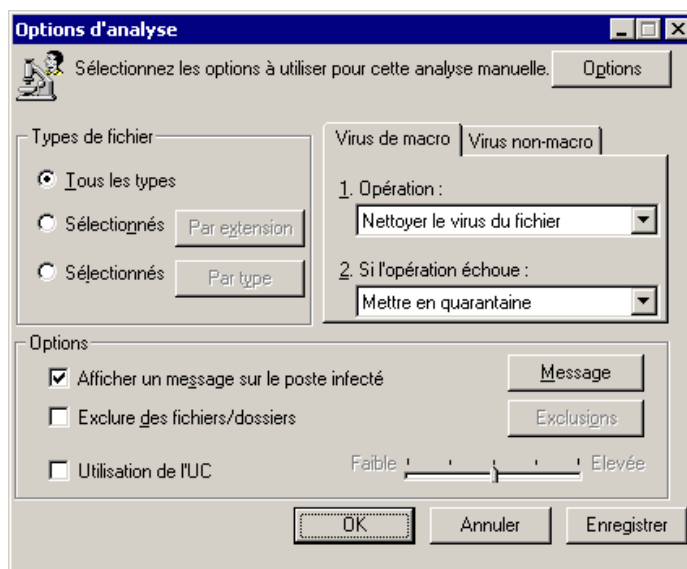 Options d'analyse
Sélectionnez les options à utiliser pour cette analyse manuelle.
Options
Types de fichier
Tous les types
Sélectionnés
Par extension
Sélectionnés
Par type
Virus de macro
Virus non-macro
1. Opération :
Nettoyer le virus du fichier
2. Si l'opération échoue :
Mettre en quarantaine
Options
Afficher un message sur le poste infecté
Message
Exclure des fichiers/dossiers
Exclusions
Utilisation de l'UC
Faible
Elevée
OK
Annuler
Enregistrer